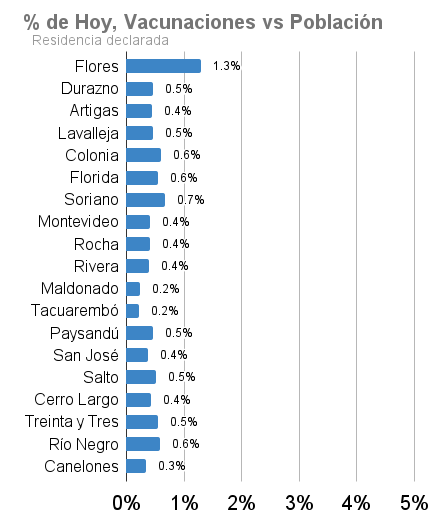 % de Hoy, Vacunaciones vs Población
Residencia declarada
Flores 1.3%
Durazno 0.5%
Artigas 0.4%
Lavalleja 0.5%
Colonia 0.6%
Florida 0.6%
Soriano 0.7%
Montevideo 0.4%
Rocha 0.4%
Rivera 0.4%
Maldonado 0.2%
Tacuarembó 0.2%
Paysandú 0.5%
San José 0.4%
Salto 0.5%
Cerro Largo 0.4%
Treinta y Tres 0.5%
Río Negro 0.6%
Canelones 0.3%
0% 1% 2% 3% 4% 5%